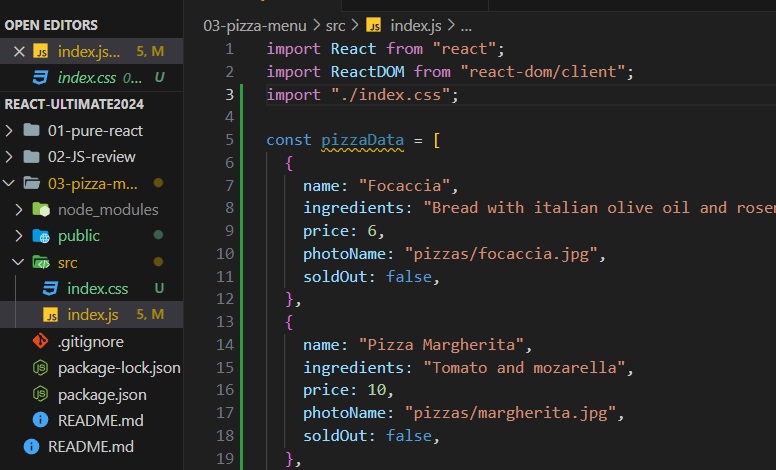 OPEN EDITORS
index.js... 5, M
index.css 0... U
REACT-ULTIMATE2024
01-pure-react
02-JS-review
03-pizza-m...
node_modules
public
src
index.css U
index.js 5, M
.gitignore
package-lock.json
package.json
README.md
README.md
03-pizza-menu > src > JS index.js > ...
1 import React from "react";
2 import ReactDOM from "react-dom/client";
3 import "./index.css";
4
5 const pizzaData = [
6 {
7 name: "Focaccia",
8 ingredients: "Bread with italian olive oil and rosem
9 price: 6,
10 photoName: "pizzas/focaccia.jpg",
11 soldOut: false,
12 },
13 {
14 name: "Pizza Margherita",
15 ingredients: "Tomato and mozarella",
16 price: 10,
17 photoName: "pizzas/margherita.jpg",
18 soldOut: false,
19 },